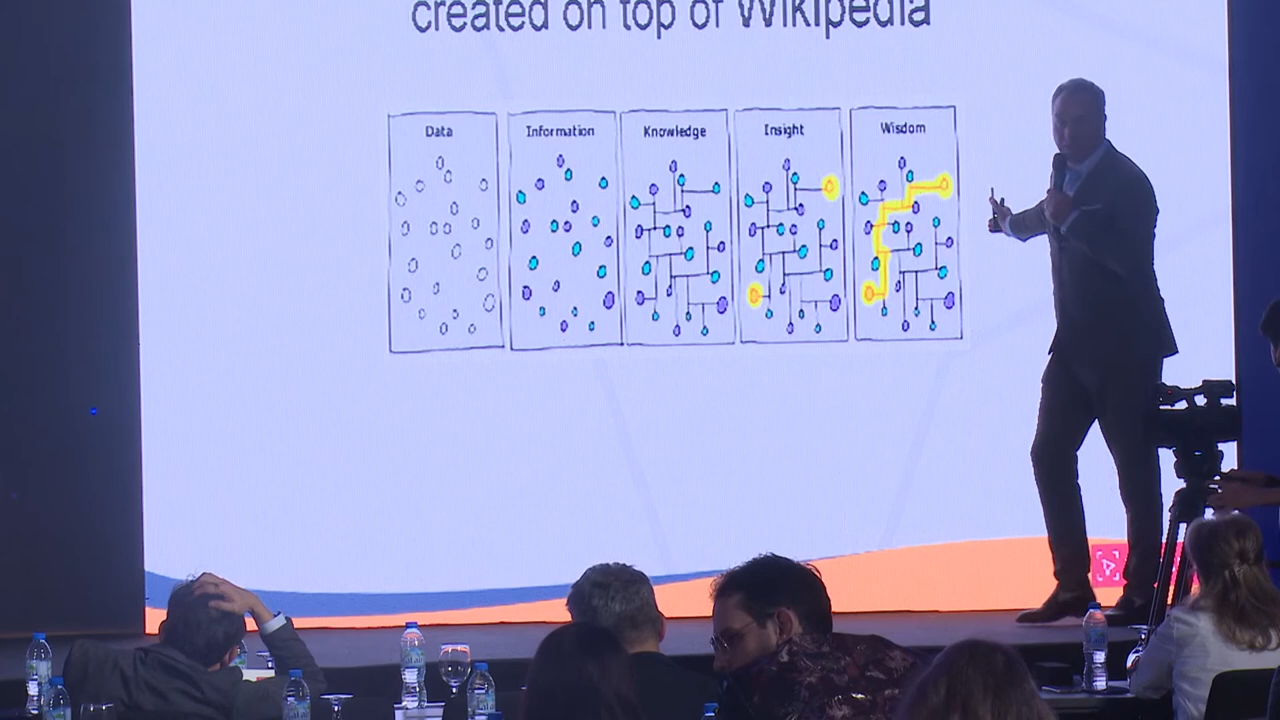 created on top of Wikipedia
Data
Information
Knowledge
Insight
Wisdom